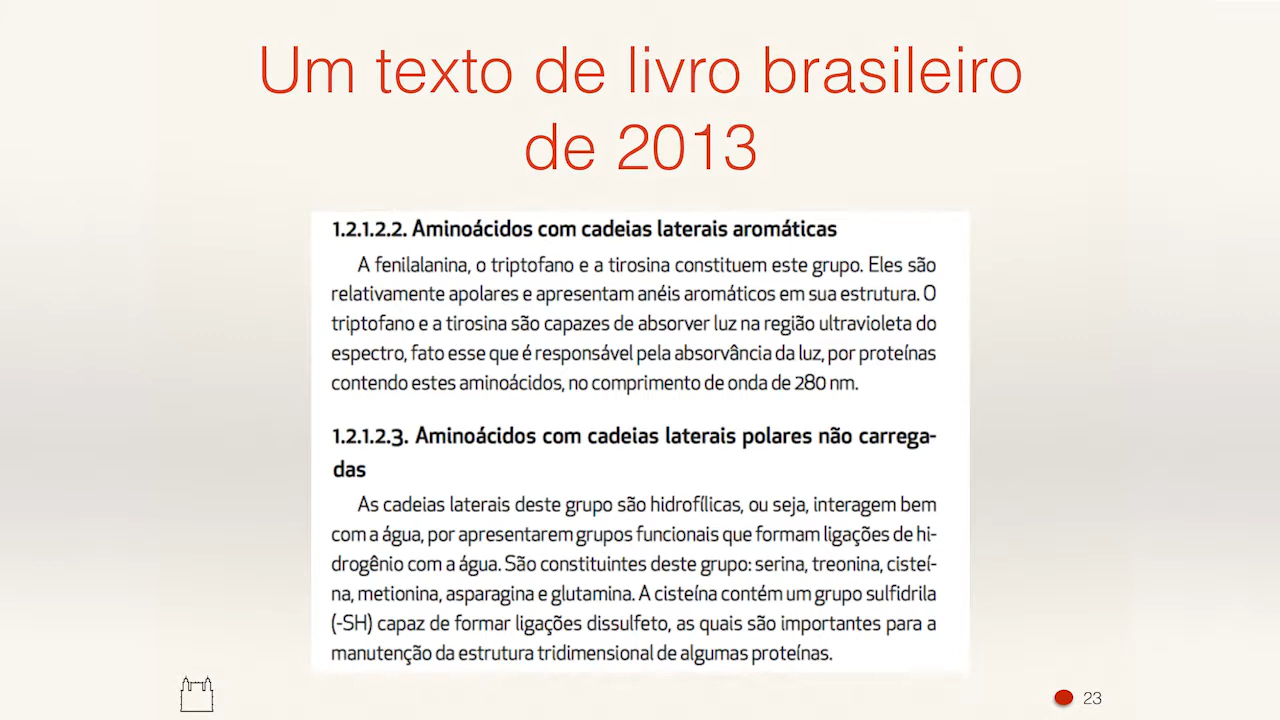 Um texto de livro brasileiro
de 2013
1.2.1.2.2. Aminoácidos com cadeias laterais aromáticas
A fenilalanina, o triptofano e a tirosina constituem este grupo. Eles são
relativamente apolares e apresentam anéis aromáticos em sua estrutura. O
triptofano e a tirosina são capazes de absorver luz na região ultravioleta do
espectro, fato esse que é responsável pela absorvância da luz, por proteínas
contendo estes aminoácidos, no comprimento de onda de 280 nm.
1.2.1.2.3. Aminoácidos com cadeias laterais polares não carrega-
das
As cadeias laterais deste grupo são hidrofílicas, ou seja, interagem bem
com a água, por apresentarem grupos funcionais que formam ligações de hi-
drogênio com a água. São constituintes deste grupo: serina, treonina, cisteí-
na, metionina, asparagina e glutamina. A cisteína contém um grupo sulfidrila
(-SH) capaz de formar ligações dissulfeto, as quais são importantes para a
manutenção da estrutura tridimensional de algumas proteínas.
23